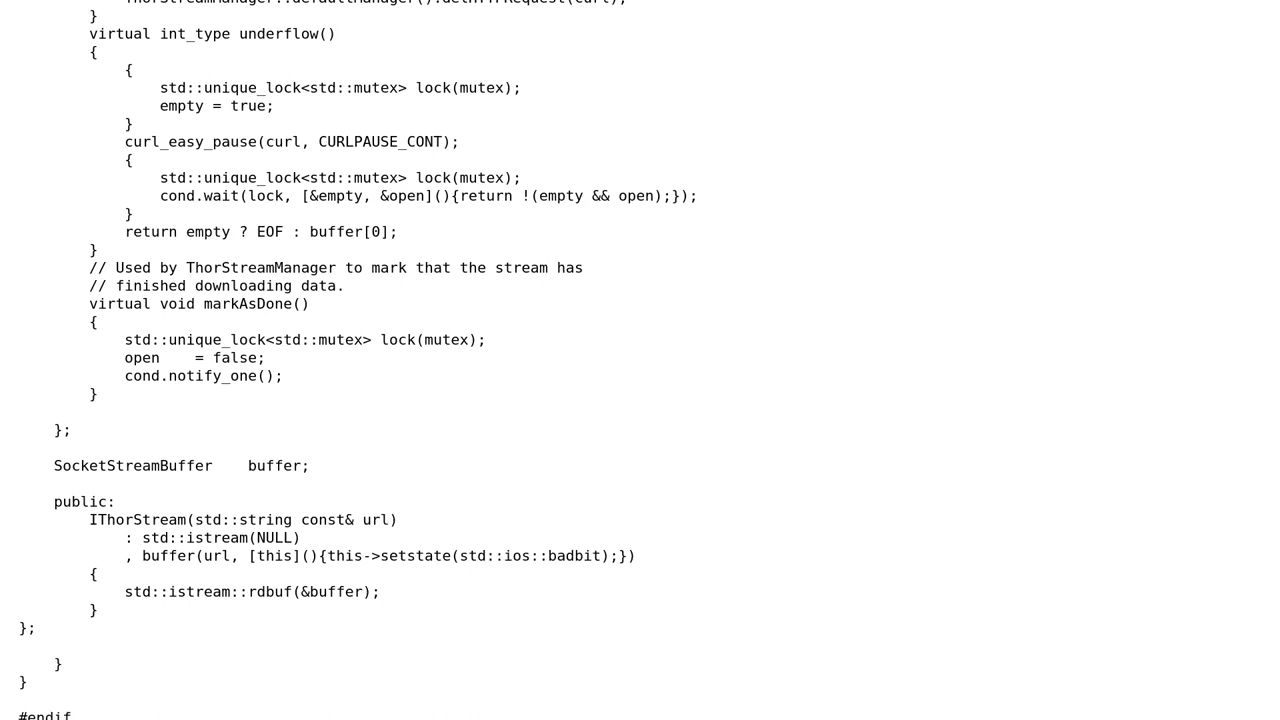 ThorStreamManager::defaultManager().delHTTPRequest(curl);
        }
        virtual int_type underflow()
        {
            {
                std::unique_lock<std::mutex> lock(mutex);
                empty = true;
            }
            curl_easy_pause(curl, CURLPAUSE_CONT);
            {
                std::unique_lock<std::mutex> lock(mutex);
                cond.wait(lock, [&empty, &open](){return !(empty && open);});
            }
            return empty ? EOF : buffer[0];
        }
        // Used by ThorStreamManager to mark that the stream has
        // finished downloading data.
        virtual void markAsDone()
        {
            std::unique_lock<std::mutex> lock(mutex);
            open    = false;
            cond.notify_one();
        }

    };

    SocketStreamBuffer    buffer;

    public:
        IThorStream(std::string const& url)
            : std::istream(NULL)
            , buffer(url, [this](){this->setstate(std::ios::badbit);})
        {
            std::istream::rdbuf(&buffer);
        }
};

    }
}

#endif